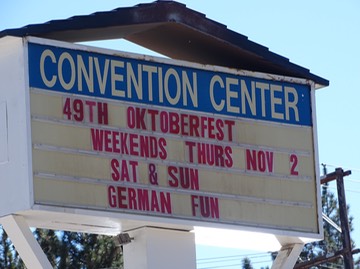 CONVENTION CENTER
49TH OKTOBERFEST
WEEKENDS THURS NOV 2
SAT & SUN
GERMAN FUN